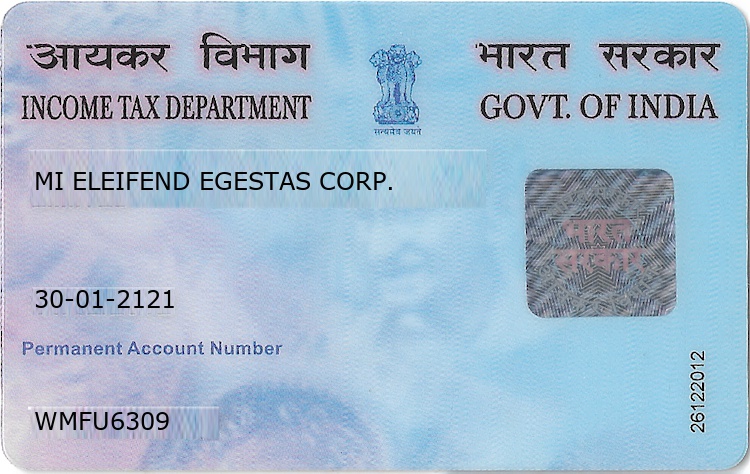 आयकर विभाग
भारत सरकार
INCOME TAX DEPARTMENT
GOVT. OF INDIA
सत्यमेव जयते
MI ELEIFEND EGESTAS CORP.
भारत
सरकार
30-01-2121
Permanent Account Number
26122012
WMFU6309